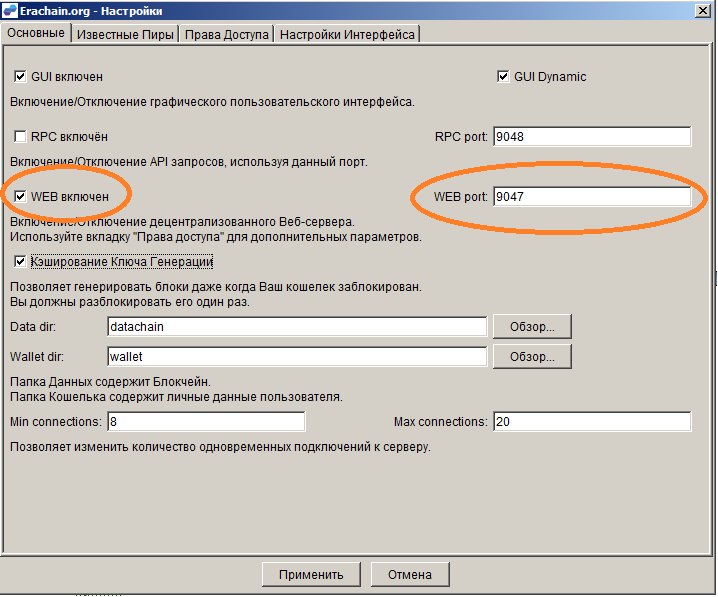 Erachain.org - Настройки
Основные Известные Пиры Права Доступа Настройки Интерфейса
GUI включен GUI Dynamic
Включение/Отключение графического пользовательского интерфейса.
RPC включён RPC port: 9048
Включение/Отключение API запросов, используя данный порт.
WEB включен WEB port: 9047
Включение/Отключение децентрализованного Веб-сервера.
Используйте вкладку "Права доступа" для дополнительных параметров.
Кэширование Ключа Генерации
Позволяет генерировать блоки даже когда Ваш кошелек заблокирован.
Вы должны разблокировать его один раз.
Data dir: datachain Обзор...
Wallet dir: wallet Обзор...
Папка Данных содержит Блокчейн.
Папка Кошелька содержит личные данные пользователя.
Min connections: 8 Max connections: 20
Позволяет изменить количество одновременных подключений к серверу.
Применить Отмена